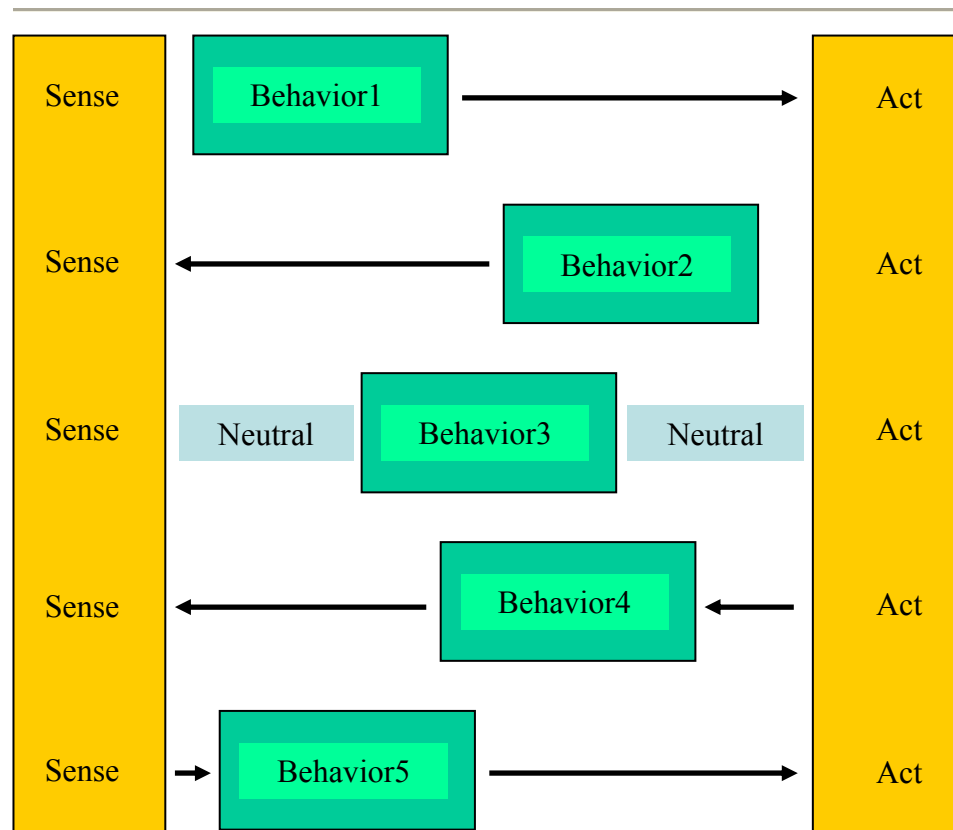 Sense Behavior1 Act
Sense Behavior2 Act
Sense Neutral Behavior3 Neutral Act
Sense Behavior4 Act
Sense Behavior5 Act